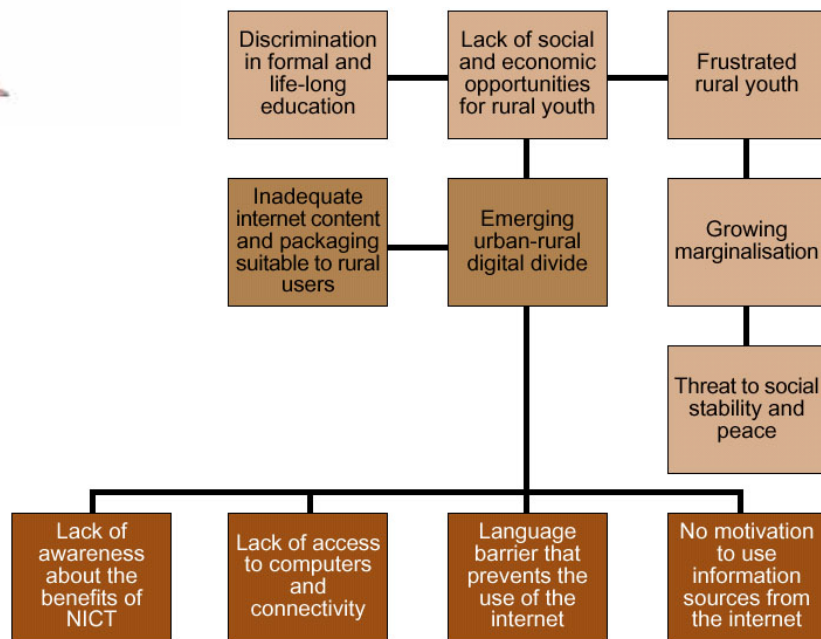 Discrimination
in formal and
life-long
education
Lack of social
and economic
opportunities
for rural youth
Frustrated
rural youth
Inadequate
internet content
and packaging
suitable to rural
users
Emerging
urban-rural
digital divide
Growing
marginalisation
Threat to social
stability and
peace
Lack of
awareness
about the
benefits of
NICT
Lack of access
to computers
and
connectivity
Language
barrier that
prevents the
use of the
internet
No motivation
to use
information
sources from
the internet